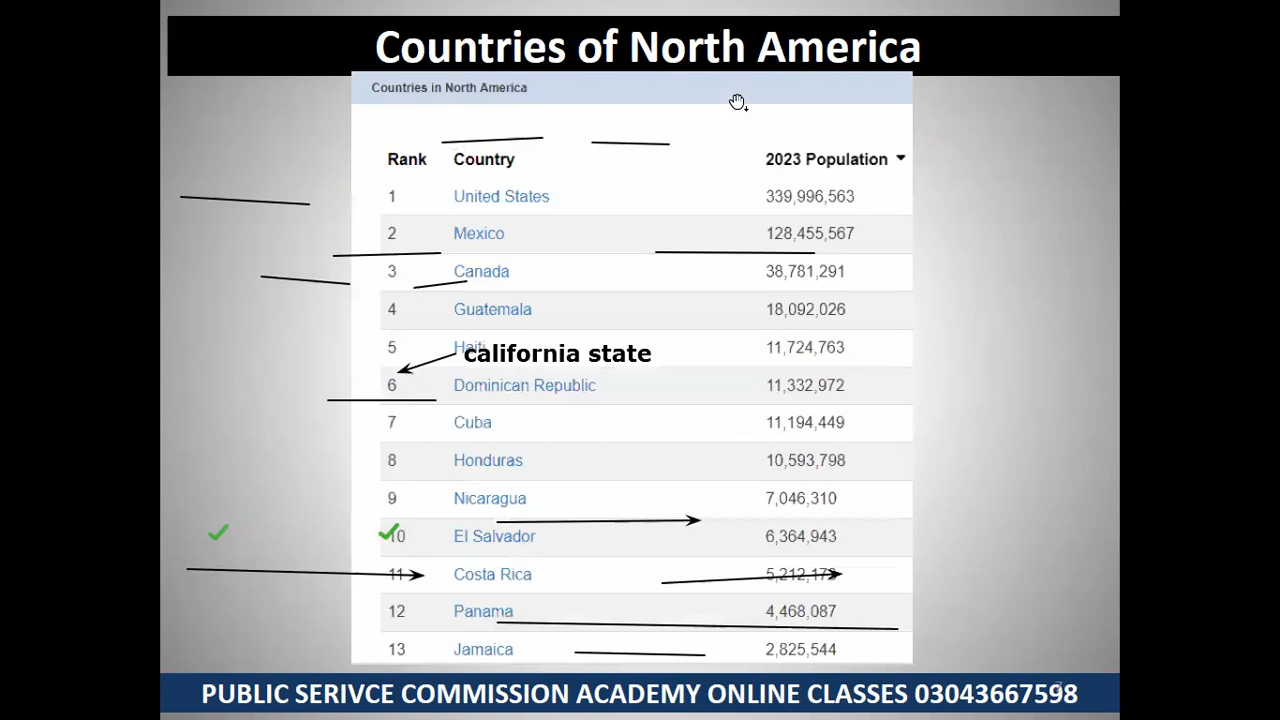 Countries of North America
Countries in North America
Rank Country 2023 Population
1 United States 339,996,563
2 Mexico 128,455,567
3 Canada 38,781,291
4 Guatemala 18,092,026
5 Haiti 11,724,763
california state
6 Dominican Republic 11,332,972
7 Cuba 11,194,449
8 Honduras 10,593,798
9 Nicaragua 7,046,310
10 El Salvador 6,364,943
11 Costa Rica 5,212,173
12 Panama 4,468,087
13 Jamaica 2,825,544
PUBLIC SERIVCE COMMISSION ACADEMY ONLINE CLASSES 03043667598